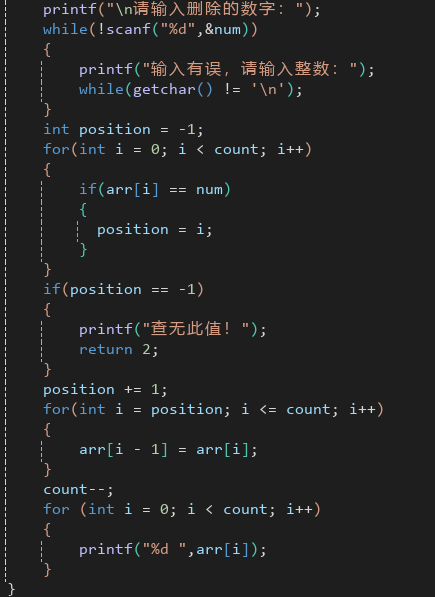 printf("\n请输入删除的数字：");
while(!scanf("%d",&num))
{
printf("输入有误，请输入整数：");
while(getchar() != '\n');
}
int position = -1;
for(int i = 0; i < count; i++)
{
if(arr[i] == num)
{
position = i;
}
}
if(position == -1)
{
printf("查无此值！");
return 2;
}
position += 1;
for(int i = position; i <= count; i++)
{
arr[i - 1] = arr[i];
}
count--;
for (int i = 0; i < count; i++)
{
printf("%d ",arr[i]);
}
}